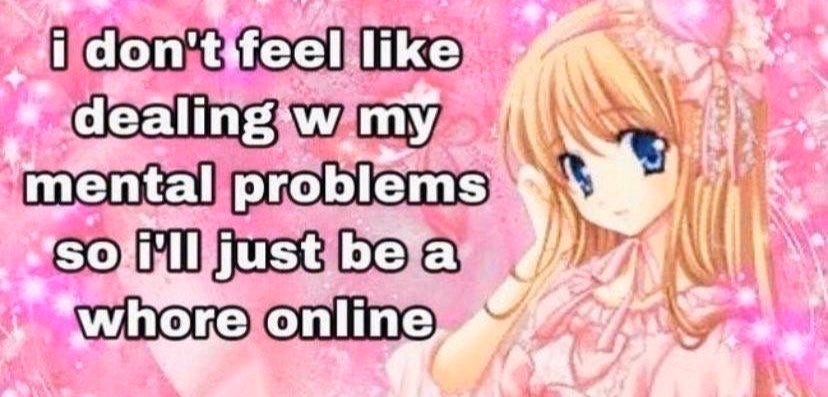 i don't feel like
dealing w my
mental problems
so i'll just be a
whore online